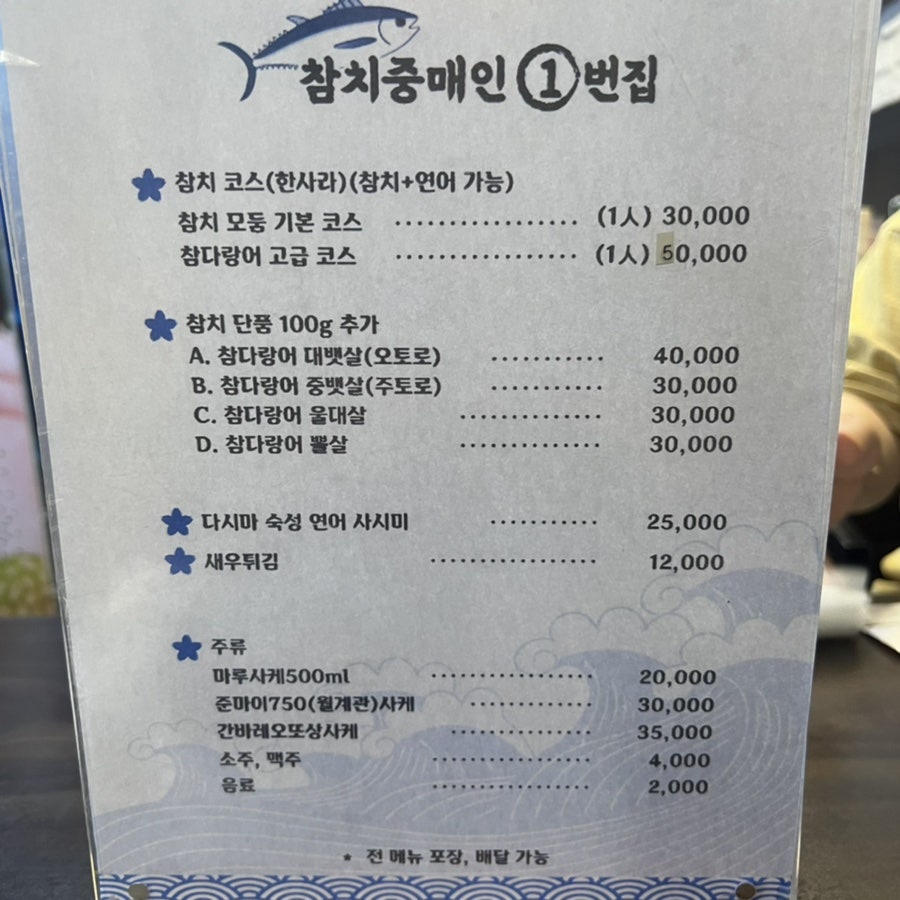 참치중매인 ①번집
참치 코스(한사라)(참치+연어 가능)
참치 모둥 기본 코스 ················· (1人) 30,000
참다랑어 고급 코스 ················· (1人) 50,000
참치 단품 100g 추가
A. 참다랑어 대뱃살(오토로) ··········· 40,000
B. 참다랑어 중뱃살(주토로) ··········· 30,000
C. 참다랑어 울대살 ·············· 30,000
D. 참다랑어 뽈살 ·············· 30,000
다시마 숙성 연어 사시미 ··········· 25,000
새우튀김 ················· 12,000
주류
마루사케500ml ················· 20,000
준마이750(월계관)사케 ············· 30,000
간바레오또상사케 ··············· 35,000
소주, 맥주 ················· 4,000
음료 ················· 2,000
* 전 메뉴 포장, 배달 가능